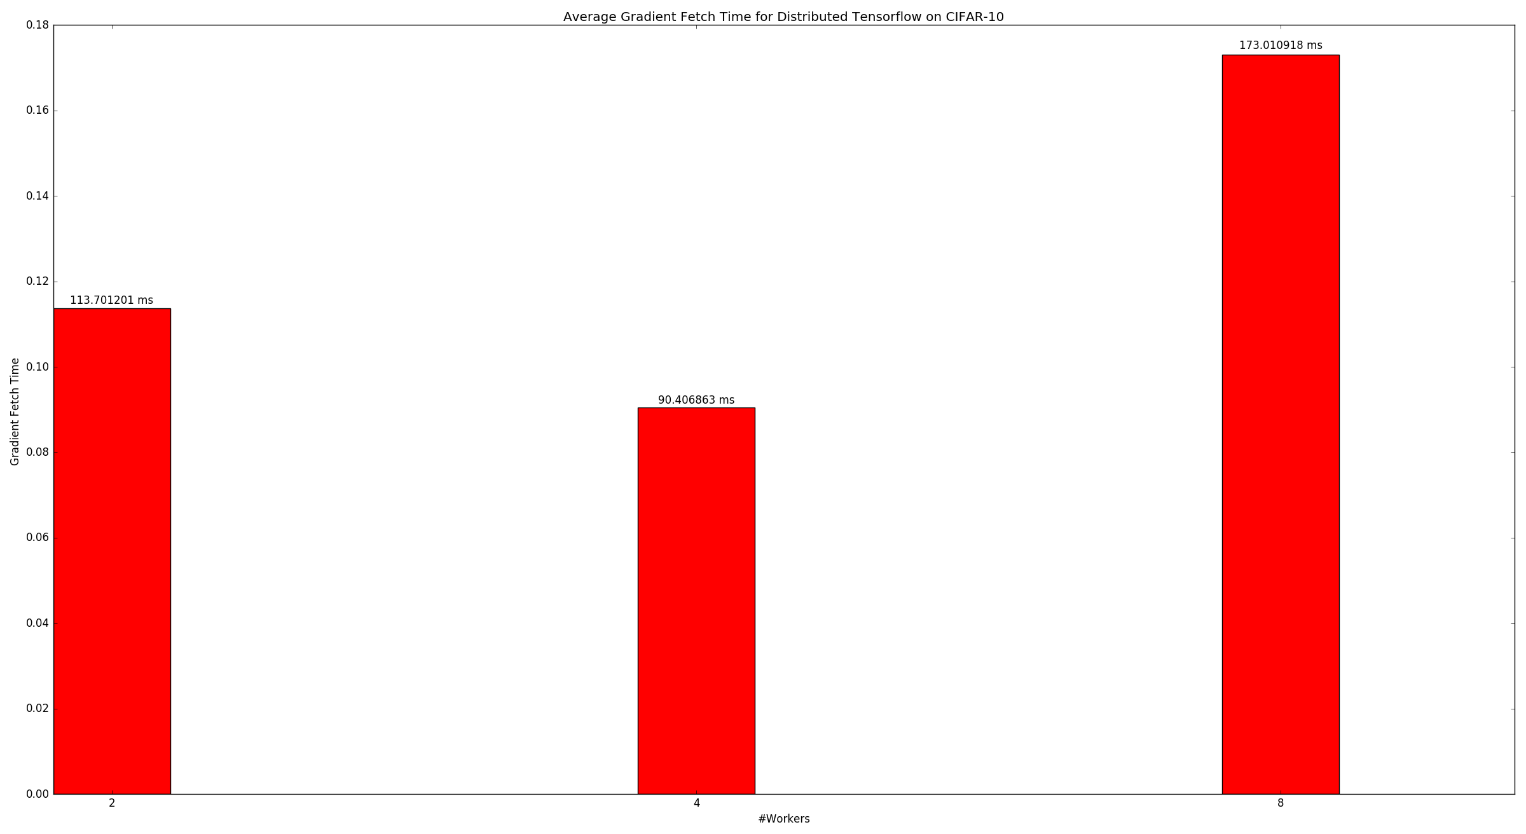 Average Gradient Fetch Time for Distributed Tensorflow on CIFAR-10
0.18
0.16
0.14
0.12
0.10
0.08
0.06
0.04
0.02
0.00
Gradient Fetch Time
113.701201 ms
90.406863 ms
173.010918 ms
2
4
8
#Workers